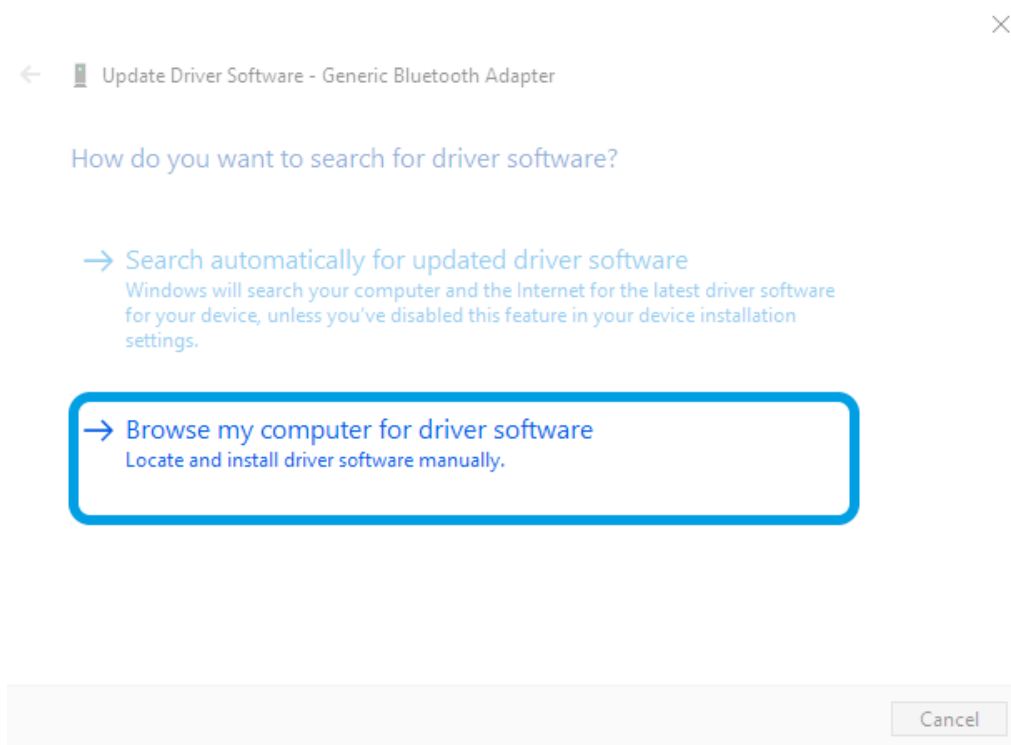 Update Driver Software - Generic Bluetooth Adapter
How do you want to search for driver software?
Search automatically for updated driver software
Windows will search your computer and the Internet for the latest driver software
for your device, unless you've disabled this feature in your device installation
settings.
Browse my computer for driver software
Locate and install driver software manually.
Cancel